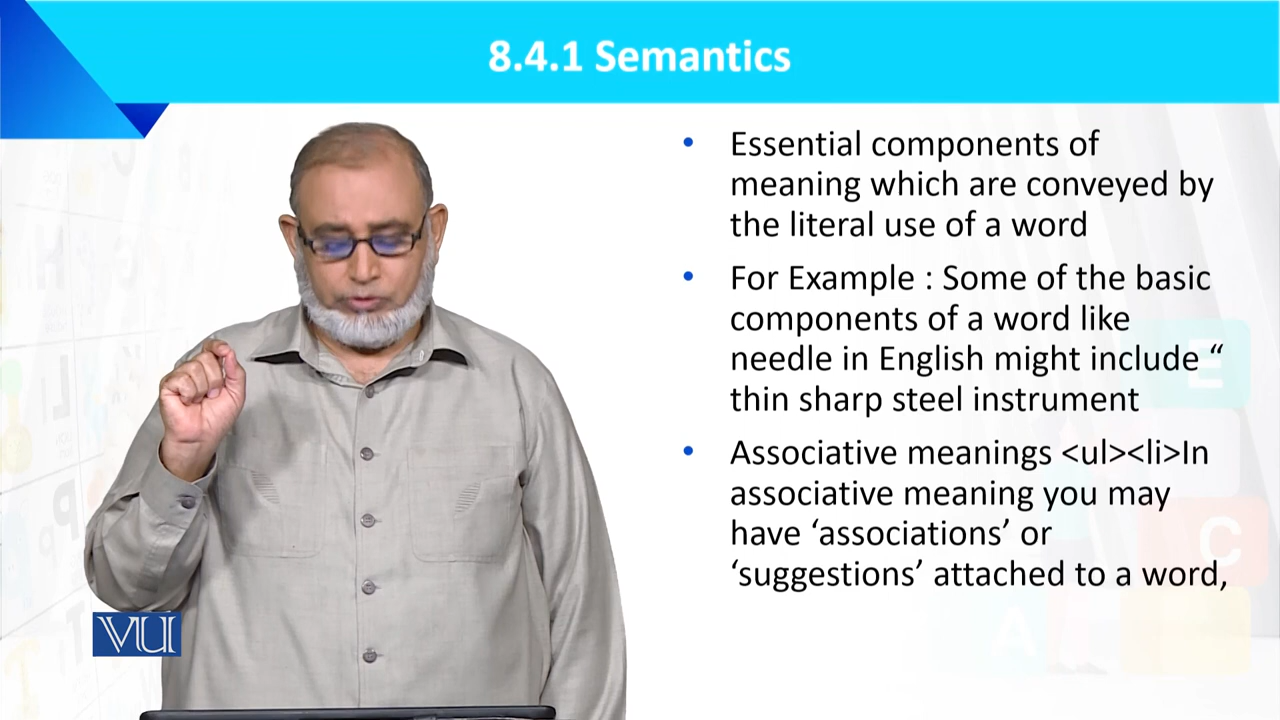 8.4.1 Semantics
• Essential components of
meaning which are conveyed by
the literal use of a word
• For Example : Some of the basic
components of a word like
needle in English might include “
thin sharp steel instrument
• Associative meanings <ul><li>In
associative meaning you may
have ‘associations’ or
‘suggestions’ attached to a word,
VU